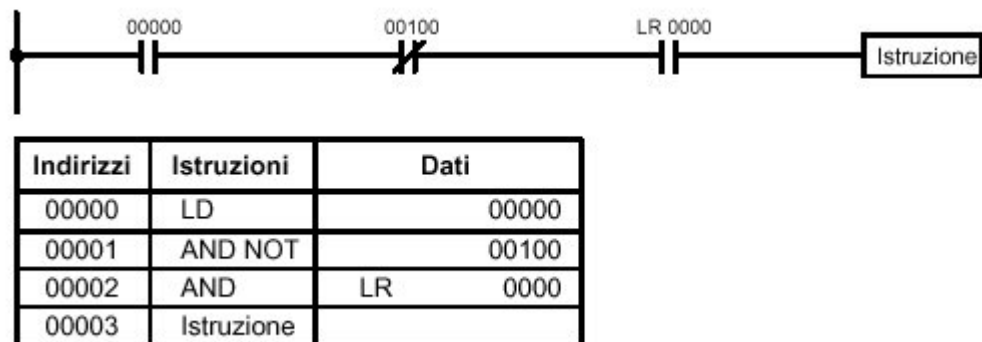 00000 00100 LR 0000
Istruzione
Indirizzi Istruzioni Dati
00000 LD 00000
00001 AND NOT 00100
00002 AND LR 0000
00003 Istruzione